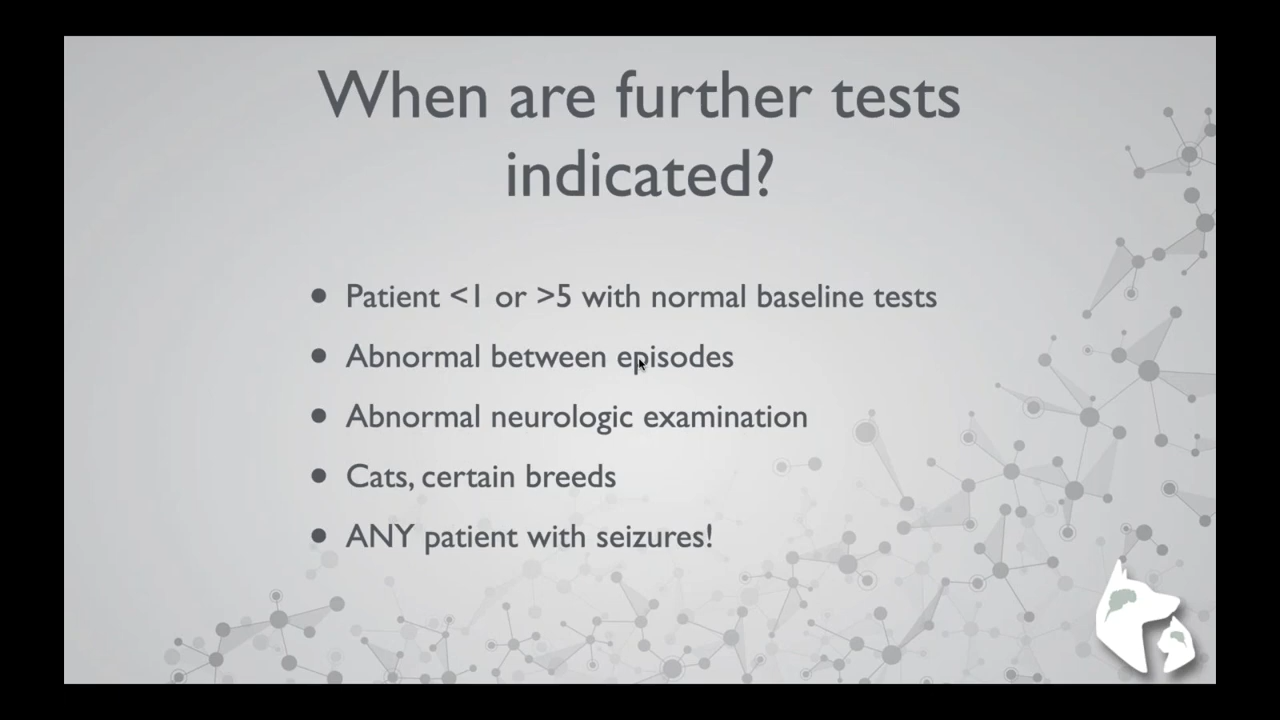 When are further tests
indicated?
• Patient <1 or >5 with normal baseline tests
• Abnormal between episodes
• Abnormal neurologic examination
• Cats, certain breeds
• ANY patient with seizures!